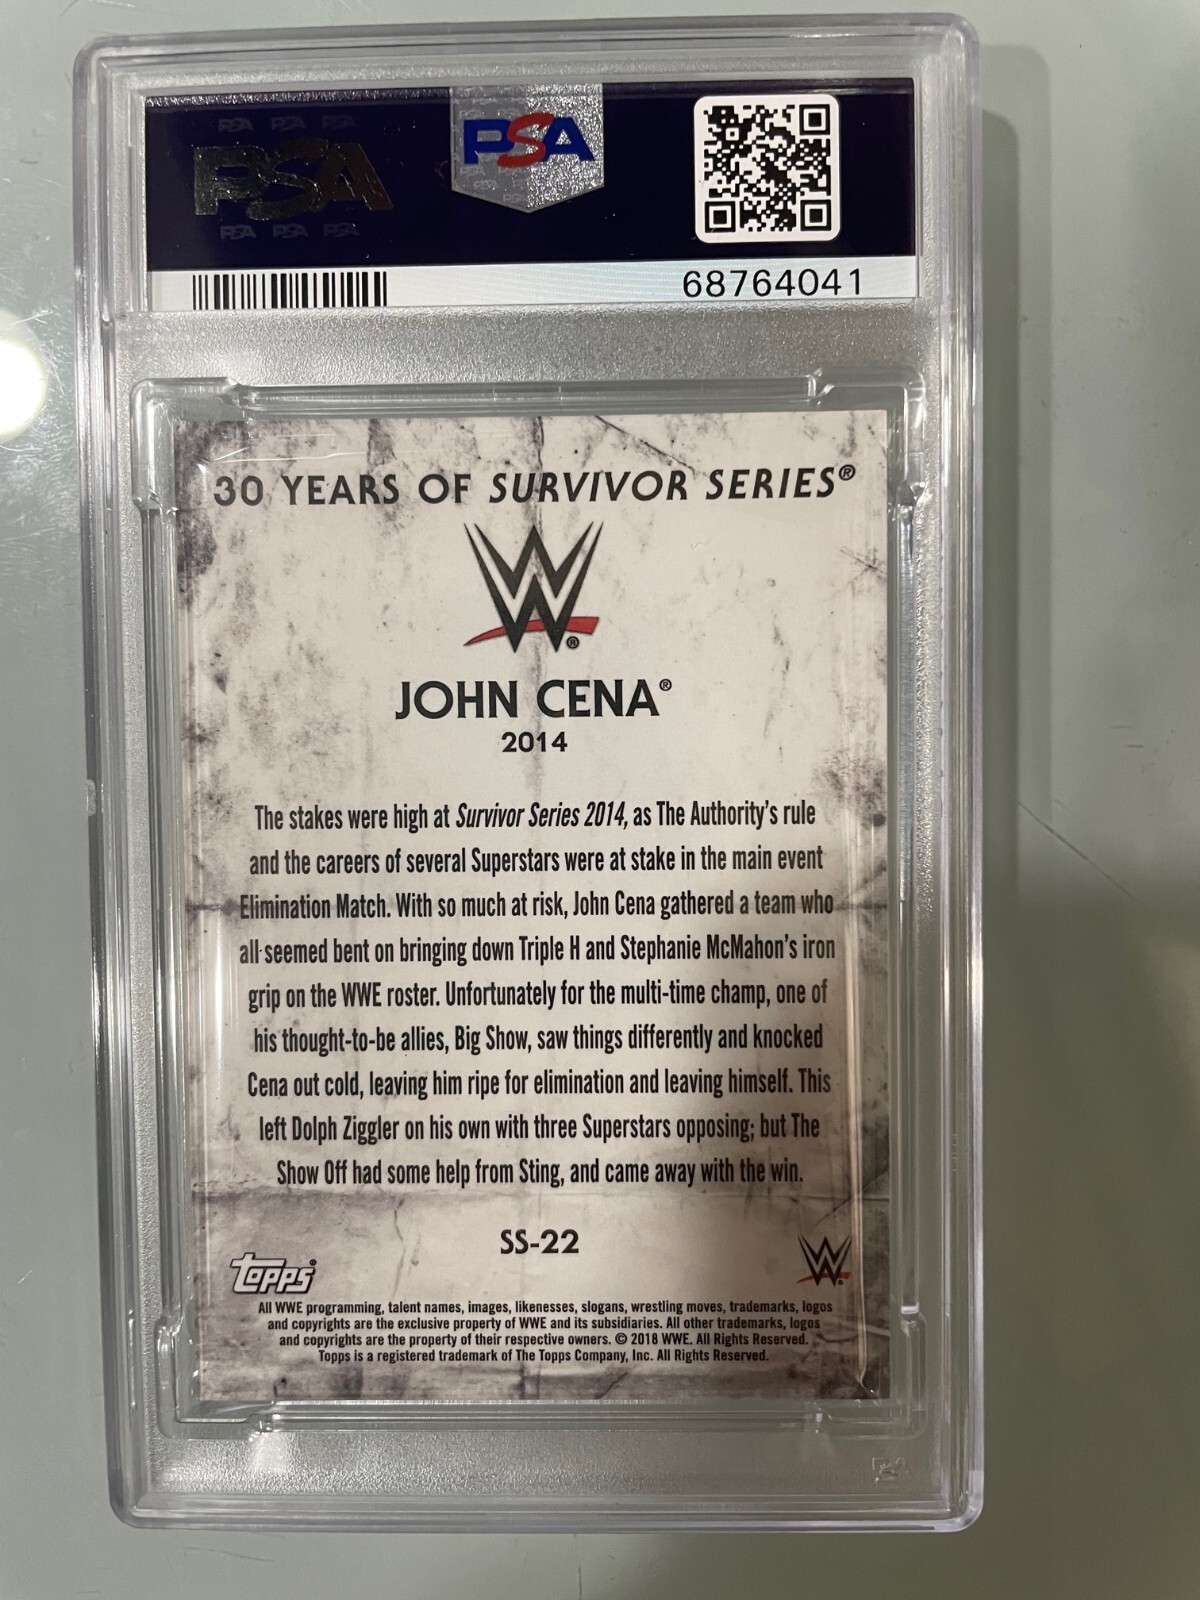 PSA PSA PSA
PSA
PSA PSA PSA
PSA
68764041
30 YEARS OF SURVIVOR SERIES®
W
®
JOHN CENA®
2014
The stakes were high at Survivor Series 2014, as The Authority's rule
and the careers of several Superstars were at stake in the main event
Elimination Match. With so much at risk, John Cena gathered a team who
all seemed bent on bringing down Triple H and Stephanie McMahon's iron
grip on the WWE roster. Unfortunately for the multi-time champ, one of
his thought-to-be allies, Big Show, saw things differently and knocked
Cena out cold, leaving him ripe for elimination and leaving himself. This
left Dolph Ziggler on his own with three Superstars opposing; but The
Show Off had some help from Sting, and came away with the win.
SS-22
Topps®
W
All WWE programming, talent names, images, likenesses, slogans, wrestling moves, trademarks, logos
and copyrights are the exclusive property of WWE and its subsidiaries. All other trademarks, logos
and copyrights are the property of their respective owners. © 2018 WWE. All Rights Reserved.
Topps is a registered trademark of The Topps Company, Inc. All Rights Reserved.